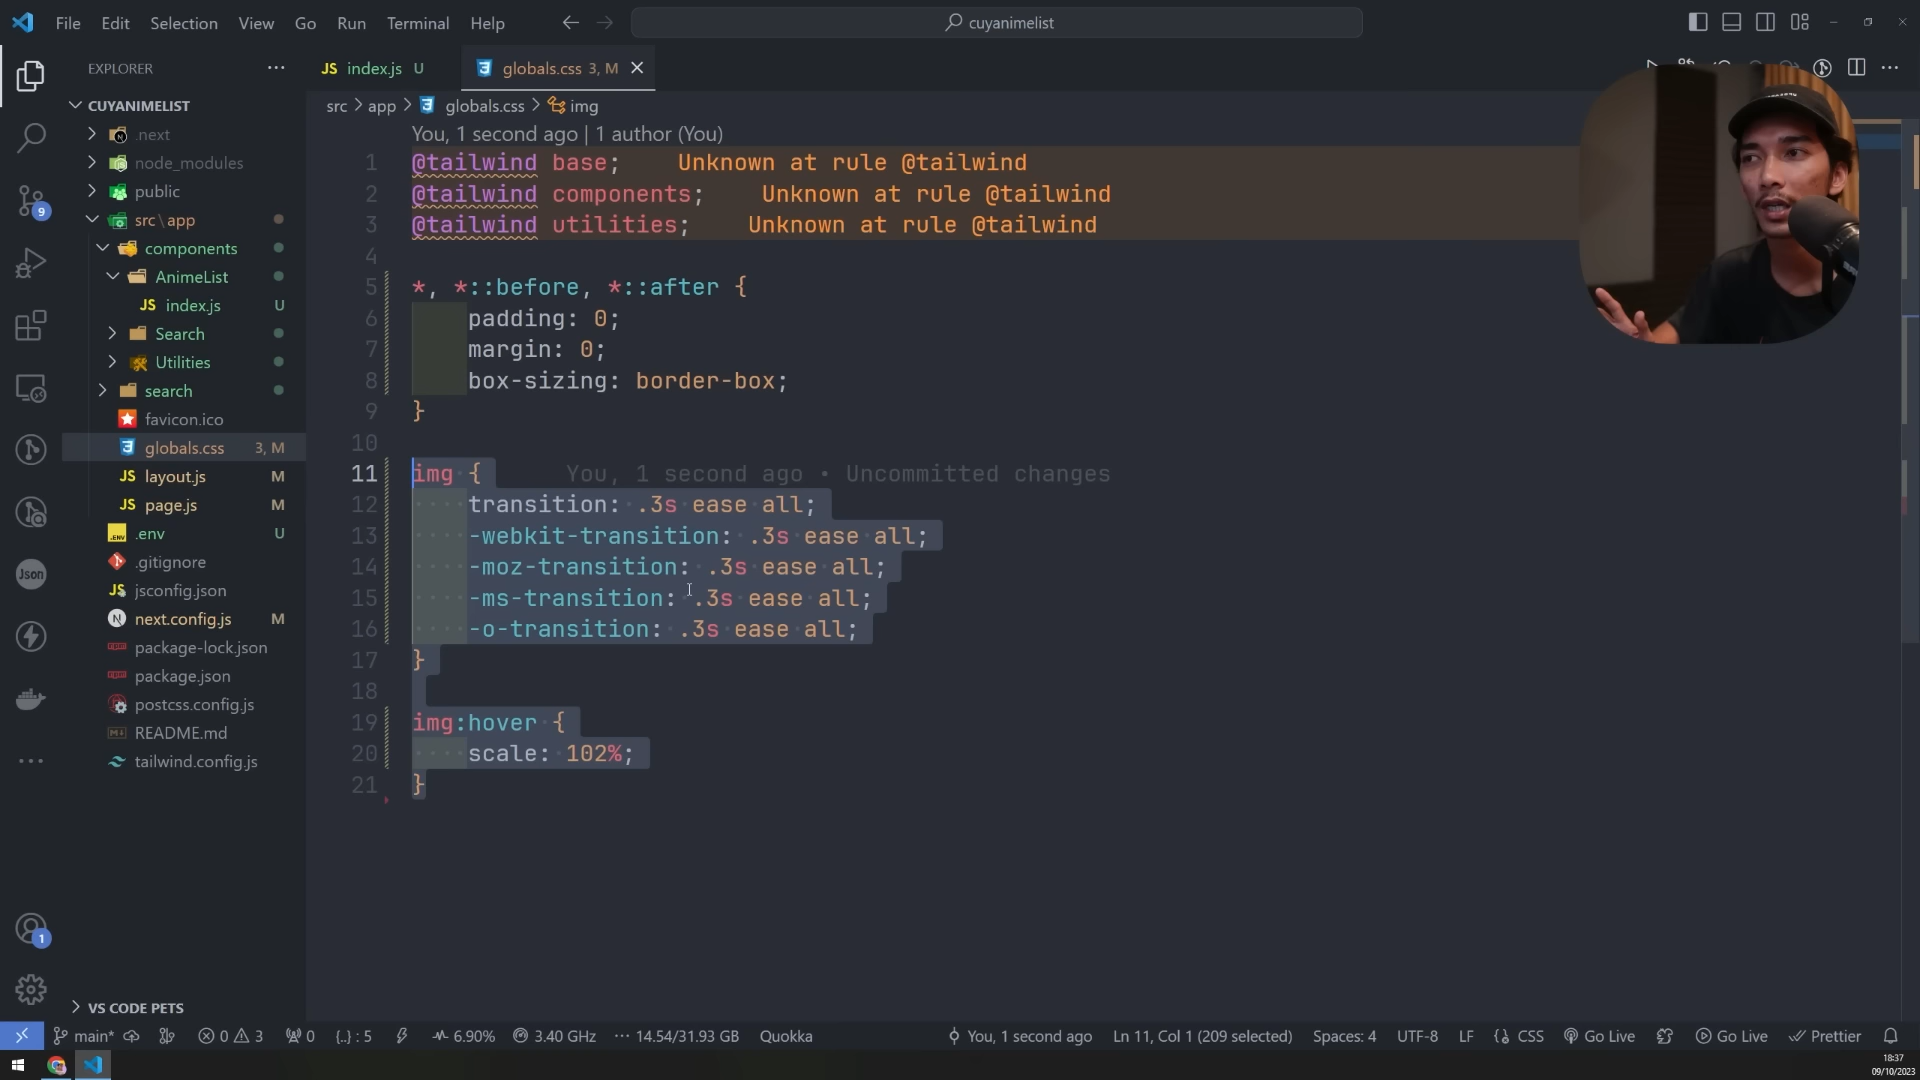 File Edit Selection View Go Run Terminal Help
cuyanimelist
EXPLORER
CUYANIMELIST
.next
node_modules
public
src\app
components
AnimeList
JS index.js U
Search
Utilities
search
favicon.ico
globals.css 3, M
JS layout.js M
JS page.js M
.env U
.gitignore
JS jsconfig.json
next.config.js M
package-lock.json
package.json
postcss.config.js
README.md
tailwind.config.js
VS CODE PETS
9
Json
1
JS index.js U
globals.css 3, M
src > app > globals.css > img
You, 1 second ago | 1 author (You)
1 @tailwind base; Unknown at rule @tailwind
2 @tailwind components; Unknown at rule @tailwind
3 @tailwind utilities; Unknown at rule @tailwind
4
5 *, *::before, *::after {
6 padding: 0;
7 margin: 0;
8 box-sizing: border-box;
9 }
10
11 img { You, 1 second ago • Uncommitted changes
12 transition: .3s ease all;
13 -webkit-transition: .3s ease all;
14 -moz-transition: .3s ease all;
15 -ms-transition: .3s ease all;
16 -o-transition: .3s ease all;
17 }
18
19 img:hover {
20 scale: 102%;
21 }
main* 0 3 0 {..} : 5 6.90% 3.40 GHz 14.54/31.93 GB Quokka You, 1 second ago Ln 11, Col 1 (209 selected) Spaces: 4 UTF-8 LF CSS Go Live Go Live Prettier
18:37
09/10/2023